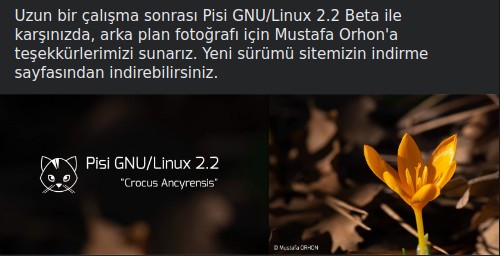 Uzun bir çalışma sonrası Pisi GNU/Linux 2.2 Beta ile
karşınızda, arka plan fotoğrafı için Mustafa Orhon'a
teşekkürlerimizi sunarız. Yeni sürümü sitemizin indirme
sayfasından indirebilirsiniz.
Pisi GNU/Linux 2.2
"Crocus Ancyrensis"
© Mustafa ORHON